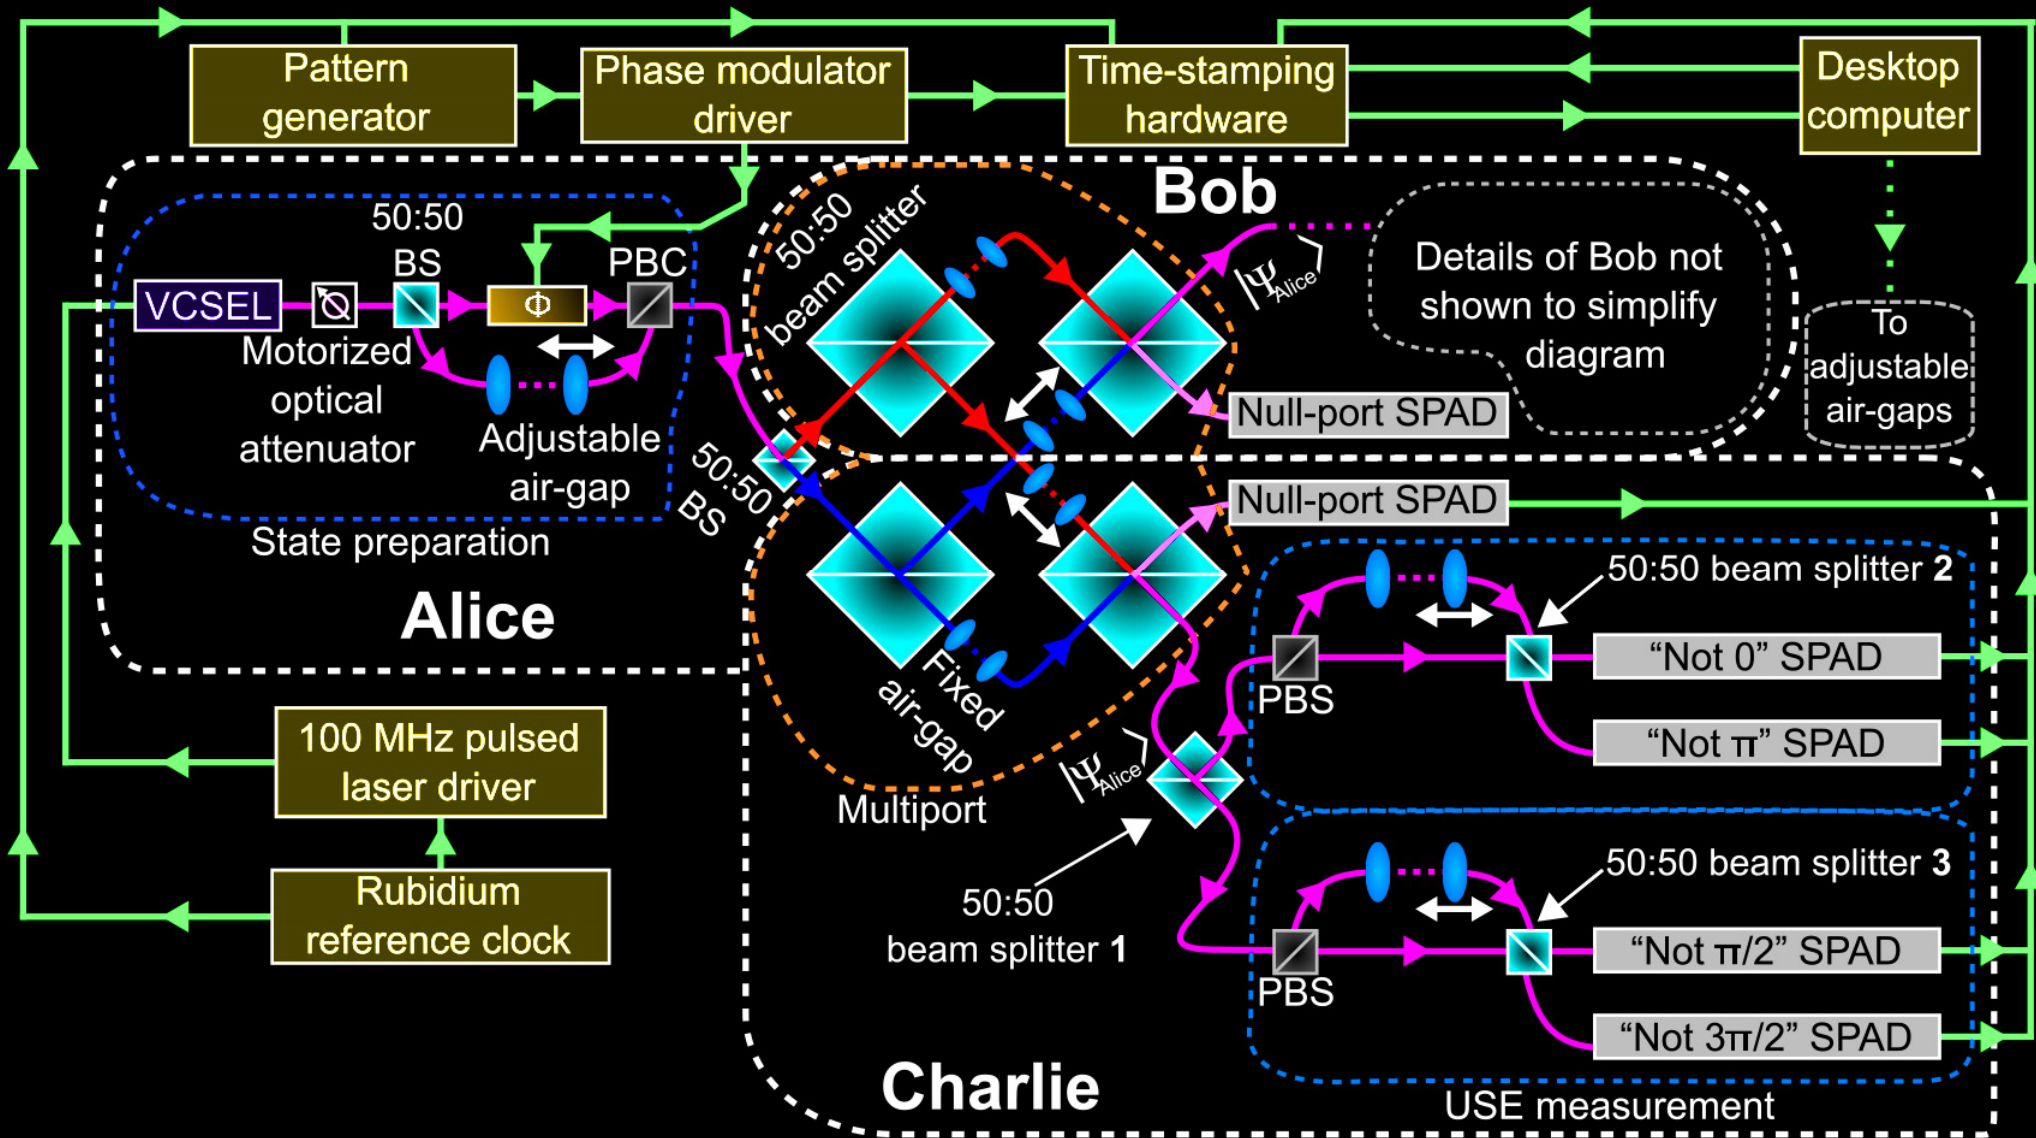 Pattern
generator
Phase modulator
driver
Time-stamping
hardware
Desktop
computer
Bob
50:50
beam splitter
50:50
BS
PBC
VCSEL
Φ
Motorized
optical
attenuator
Adjustable
air-gap
State preparation
Alice
50:50
BS
|Ψ Alice⟩
Details of Bob not
shown to simplify
diagram
To
adjustable
air-gaps
Null-port SPAD
Null-port SPAD
Fixed
air-gap
Multiport
|Ψ Alice⟩
50:50
beam splitter 1
50:50 beam splitter 2
PBS
“Not 0” SPAD
“Not π” SPAD
50:50 beam splitter 3
PBS
“Not π/2” SPAD
“Not 3π/2” SPAD
USE measurement
Charlie
100 MHz pulsed
laser driver
Rubidium
reference clock